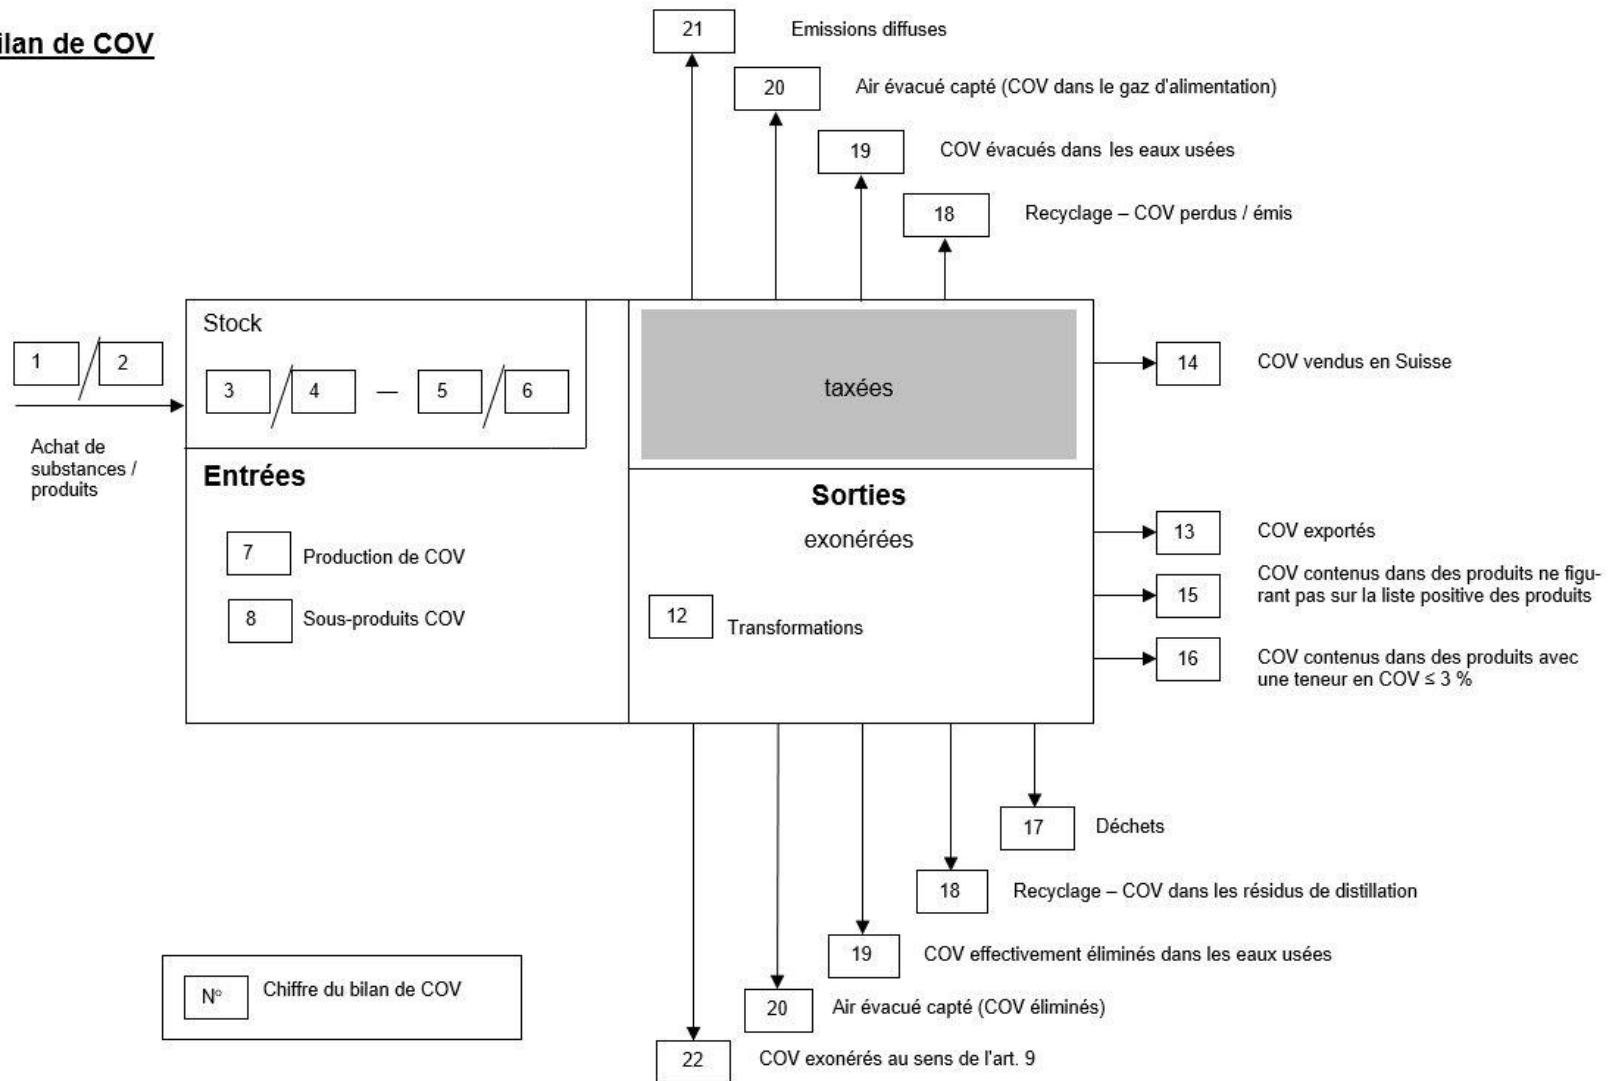 ilan de COV
21
Emissions diffuses
20
Air évacué capté (COV dans le gaz d'alimentation)
19
COV évacués dans les eaux usées
18
Recyclage – COV perdus / émis
1 / 2
Achat de
substances /
produits
Stock
3 / 4 — 5 / 6
Entrées
7
Production de COV
8
Sous-produits COV
taxées
Sorties
exonérées
12
Transformations
14
COV vendus en Suisse
13
COV exportés
15
COV contenus dans des produits ne figu-
rant pas sur la liste positive des produits
16
COV contenus dans des produits avec
une teneur en COV ≤ 3 %
17
Déchets
18
Recyclage – COV dans les résidus de distillation
19
COV effectivement éliminés dans les eaux usées
20
Air évacué capté (COV éliminés)
22
COV exonérés au sens de l'art. 9
N°
Chiffre du bilan de COV